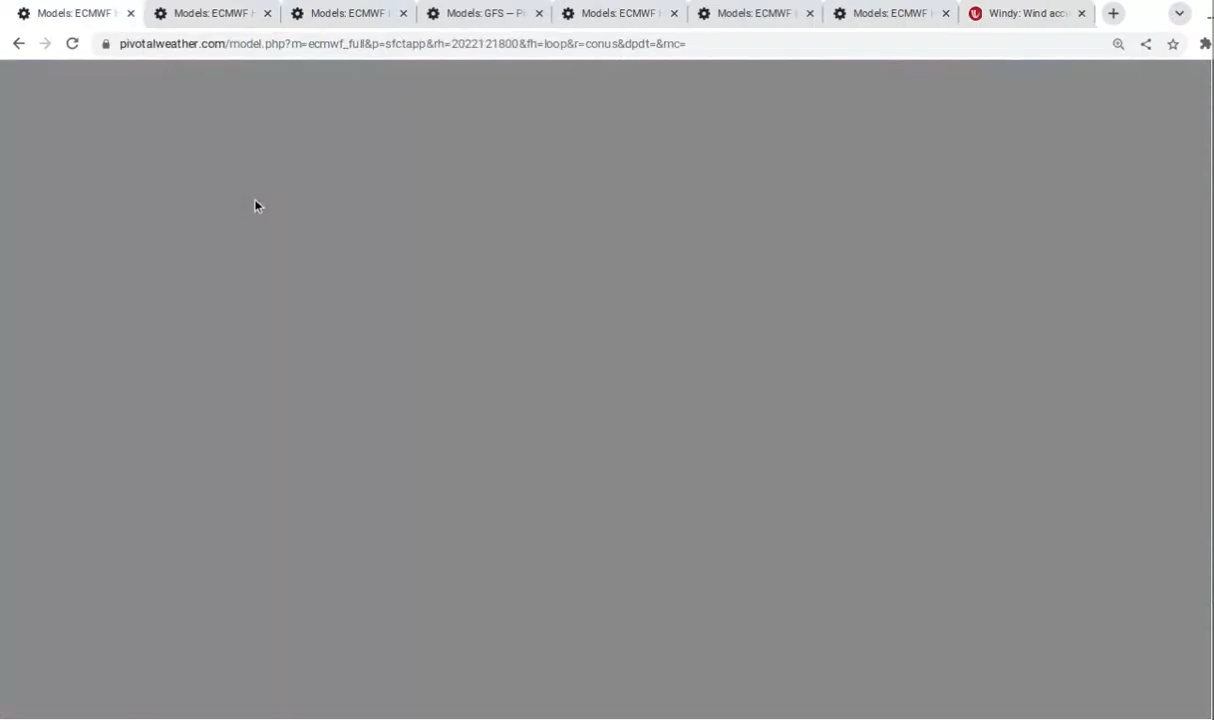 Models: ECMWF Models: ECMWF Models: ECMWF Models: GFS — Models: ECMWF Models: ECMWF Models: ECMWF Windy: Wind
pivotalweather.com/model.php?m=ecmwf_full&p=sfctapp&rh=2022121800&fh=loop&r=conus&dpdt=&mc=